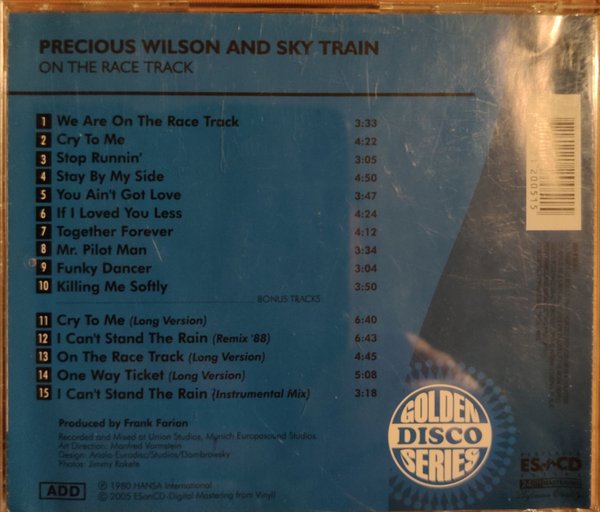 PRECIOUS WILSON AND SKY TRAIN
ON THE RACE TRACK
1 We Are On The Race Track 3:33
2 Cry To Me 4:22
3 Stop Runnin' 3:05
4 Stay By My Side 4:50
5 You Ain't Got Love 3:47
6 If I Loved You Less 4:24
7 Together Forever 4:12
8 Mr. Pilot Man 3:34
9 Funky Dancer 3:04
10 Killing Me Softly 3:50
BONUS TRACKS
11 Cry To Me (Long Version) 6:40
12 I Can't Stand The Rain (Remix '88) 6:43
13 On The Race Track (Long Version) 4:45
14 One Way Ticket (Long Version) 5:08
15 I Can't Stand The Rain (Instrumental Mix) 3:18
Produced by Frank Farian
Recorded and Mixed at Union Studios, Munich Europasound Studios.
Art Direction: Manfred Vormstein
Design: Ariola Eurodisc/Studios/Dombrowsky
Photos: Jimmy Rakete
ADD
℗ 1980 HANSA International
© 2005 ESonCD-Digital Mastering from Vinyl!
GOLDEN
DISCO
SERIES
ESonCD
200515